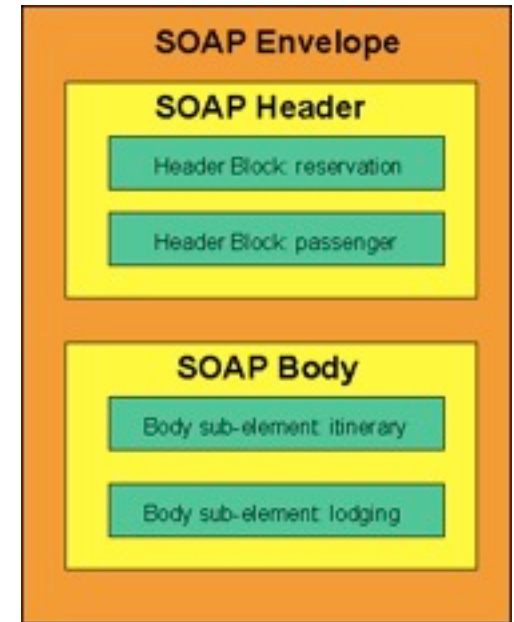 SOAP Envelope
SOAP Header
Header Block: reservation
Header Block: passenger
SOAP Body
Body sub-element: itinerary
Body sub-element: lodging